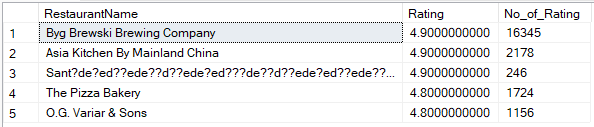 RestaurantName Rating No_of_Rating
1 Byg Brewski Brewing Company 4.9000000000 16345
2 Asia Kitchen By Mainland China 4.9000000000 2178
3 Sant?de?ed??ede??d??ede?ed???de??d??ede?ed??ede??... 4.9000000000 246
4 The Pizza Bakery 4.8000000000 1724
5 O.G. Variar & Sons 4.8000000000 1156